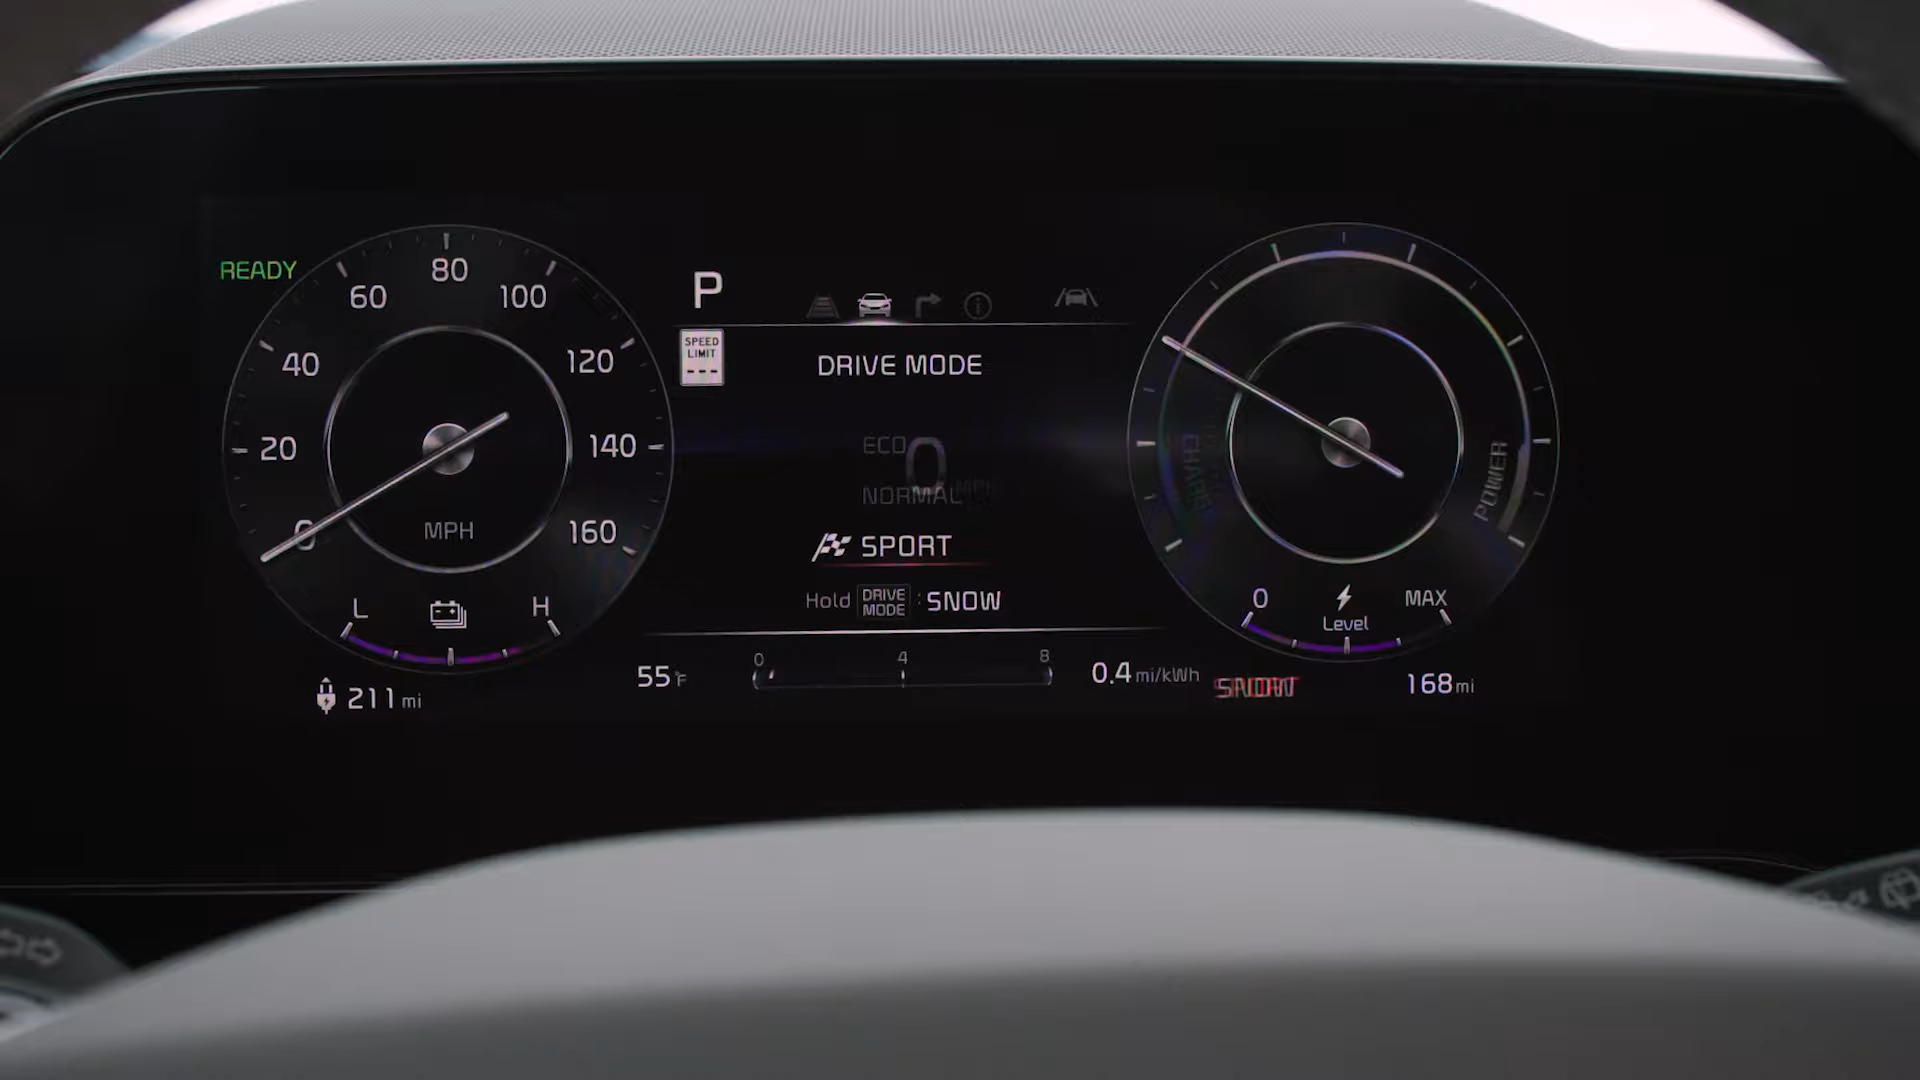 READY
80
60
100
40
120
20
140
0
160
MPH
L
H
211 mi
P
SPEED
LIMIT
---
DRIVE MODE
ECO
0
NORMAL
SPORT
Hold DRIVE MODE : SNOW
55°F
0 4 8
0.4 mi/kWh
POWER
0
MAX
Level
SNOW
168 mi